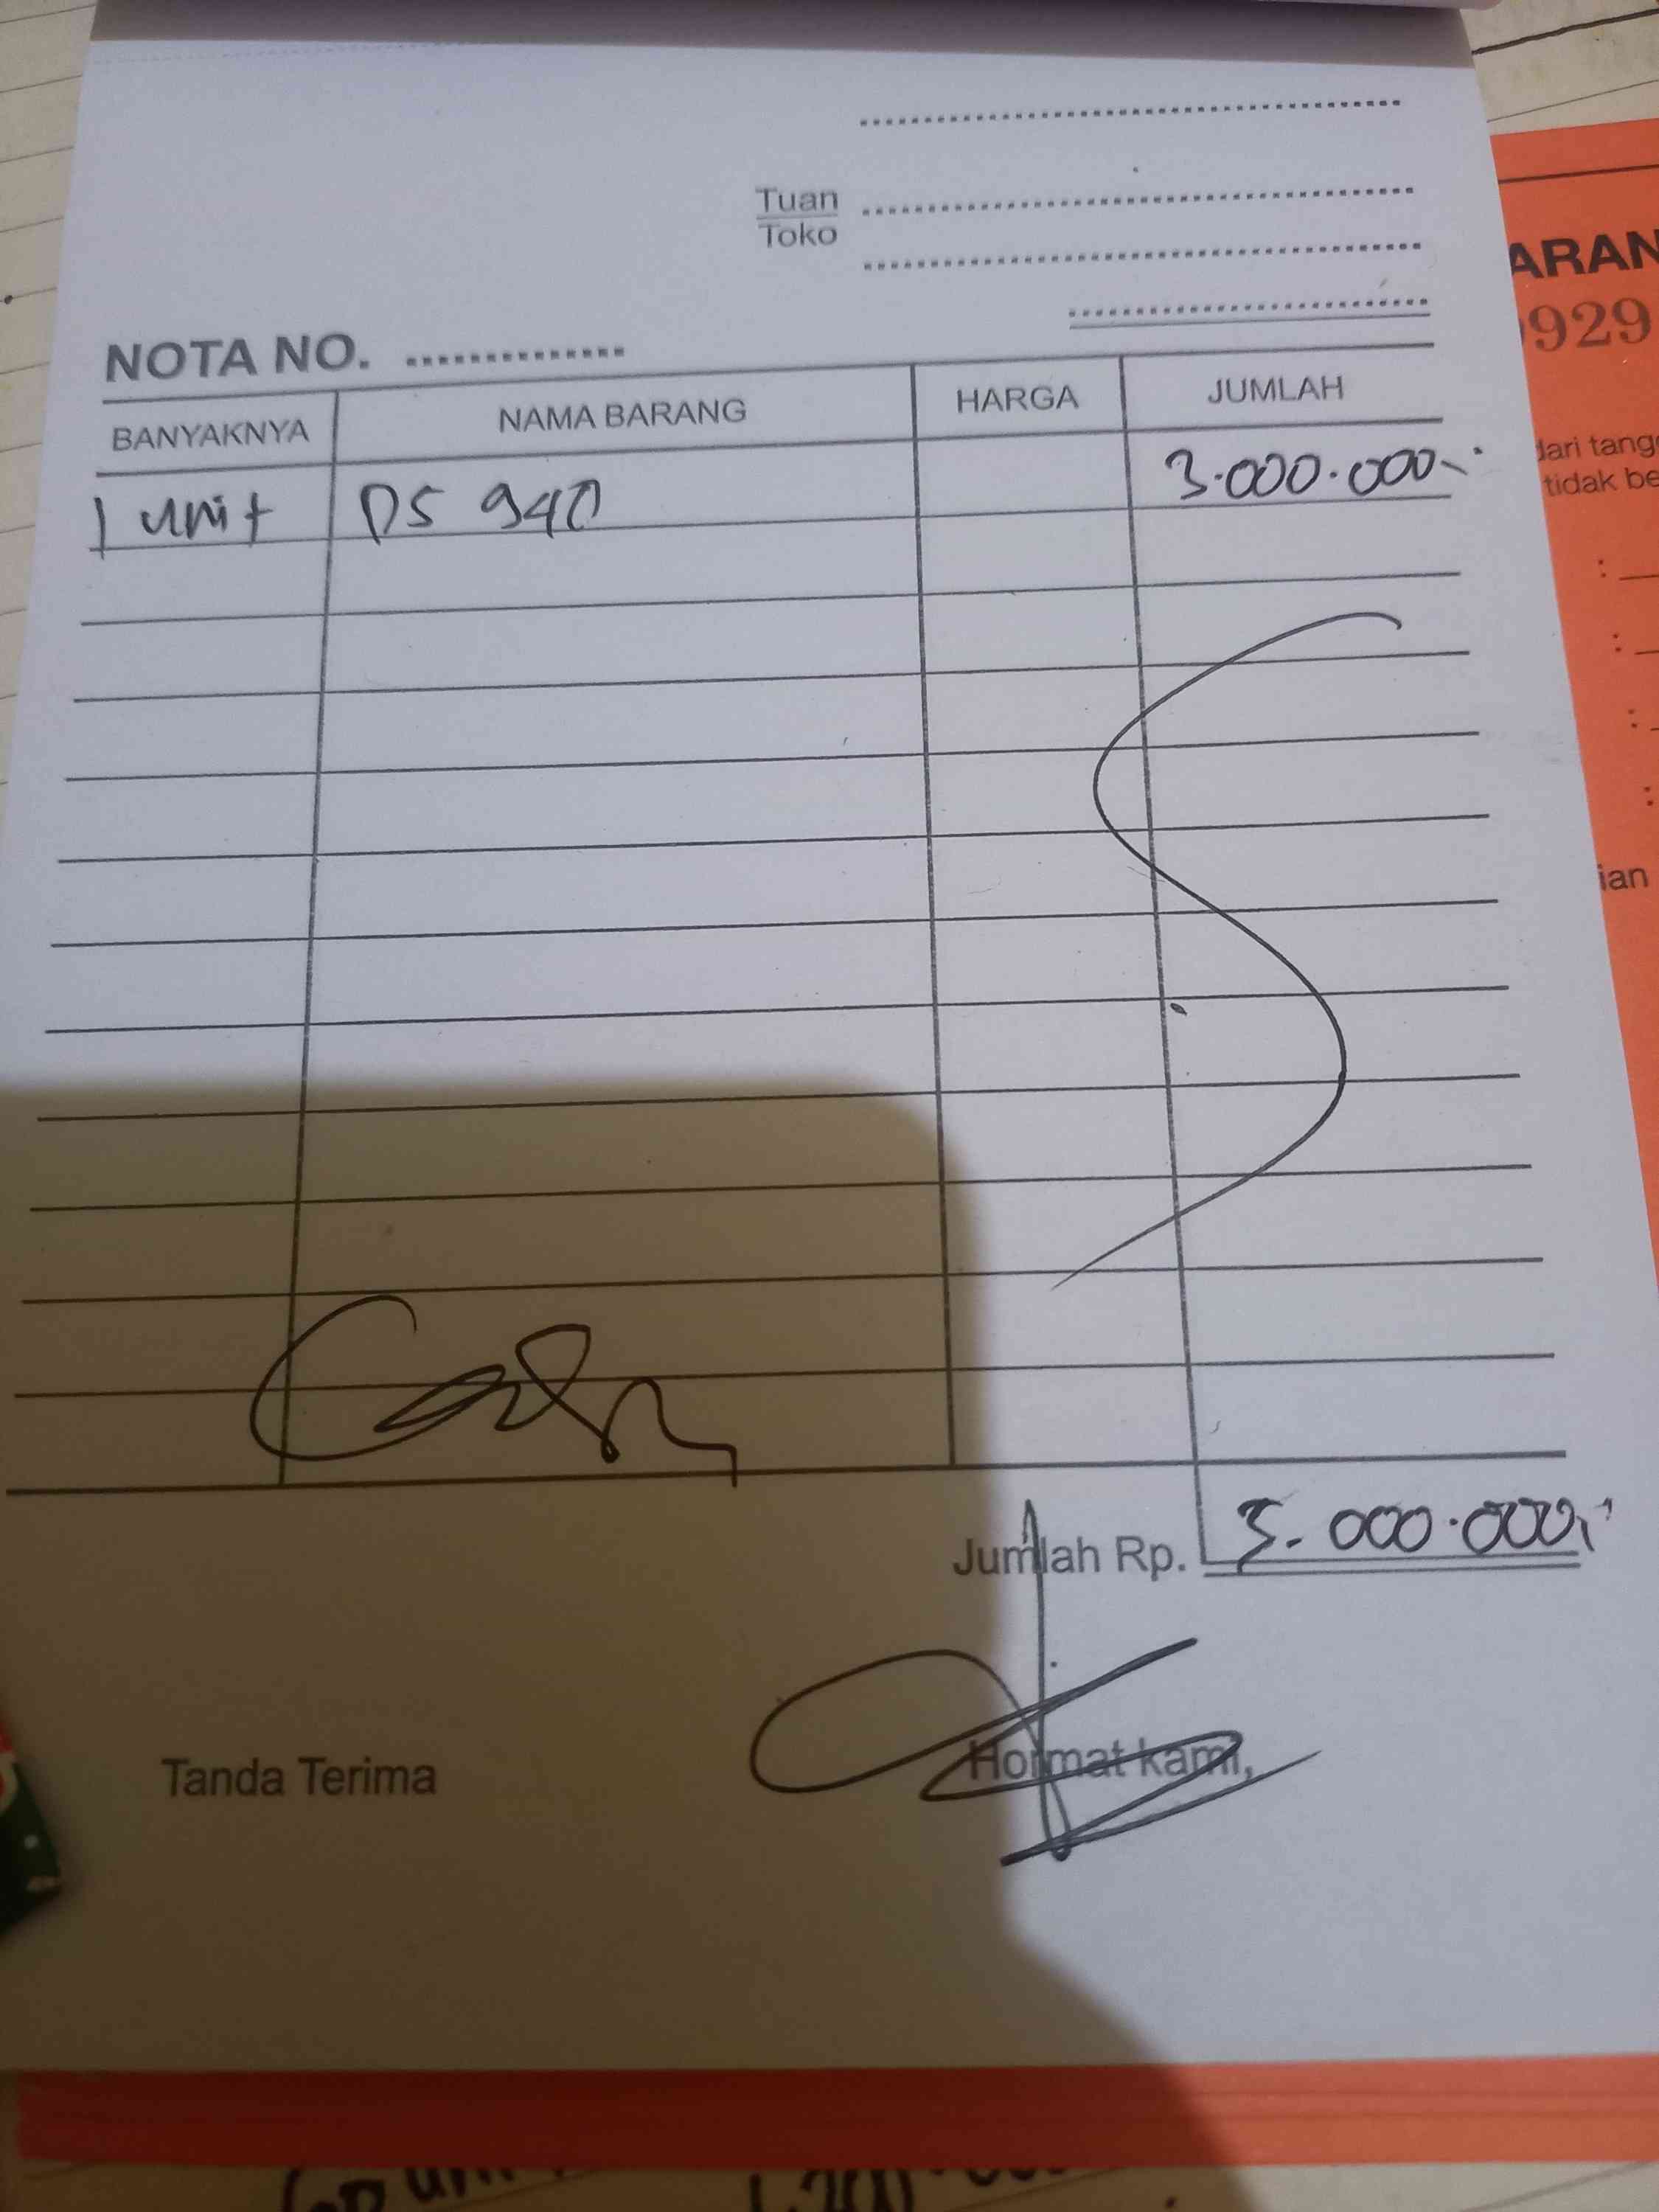 Tuan
Toko
NOTA NO.
BANYAKNYA NAMA BARANG HARGA JUMLAH
1 unit DS 940 3.000.000,-
Cash
Jumlah Rp. 3.000.000,-
Tanda Terima Hormat kami,
ARAN
929
dari tang
tidak be
:
:
:
:
ian